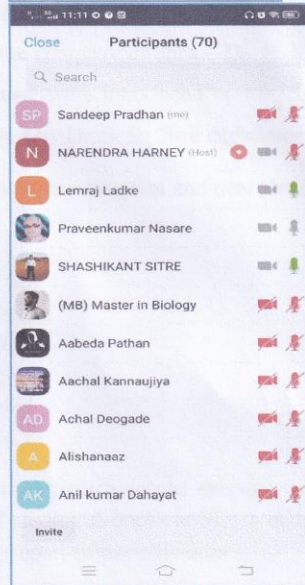 11:11
Close Participants (70)
Search
SP Sandeep Pradhan (me)
N NARENDRA HARNEY (Host)
L Lemraj Ladke
Praveenkumar Nasare
SHASHIKANT SITRE
(MB) Master in Biology
Aabeda Pathan
Aachal Kannaujiya
AD Achal Deogade
A Alishanaaz
AK Anil kumar Dahayat
Invite